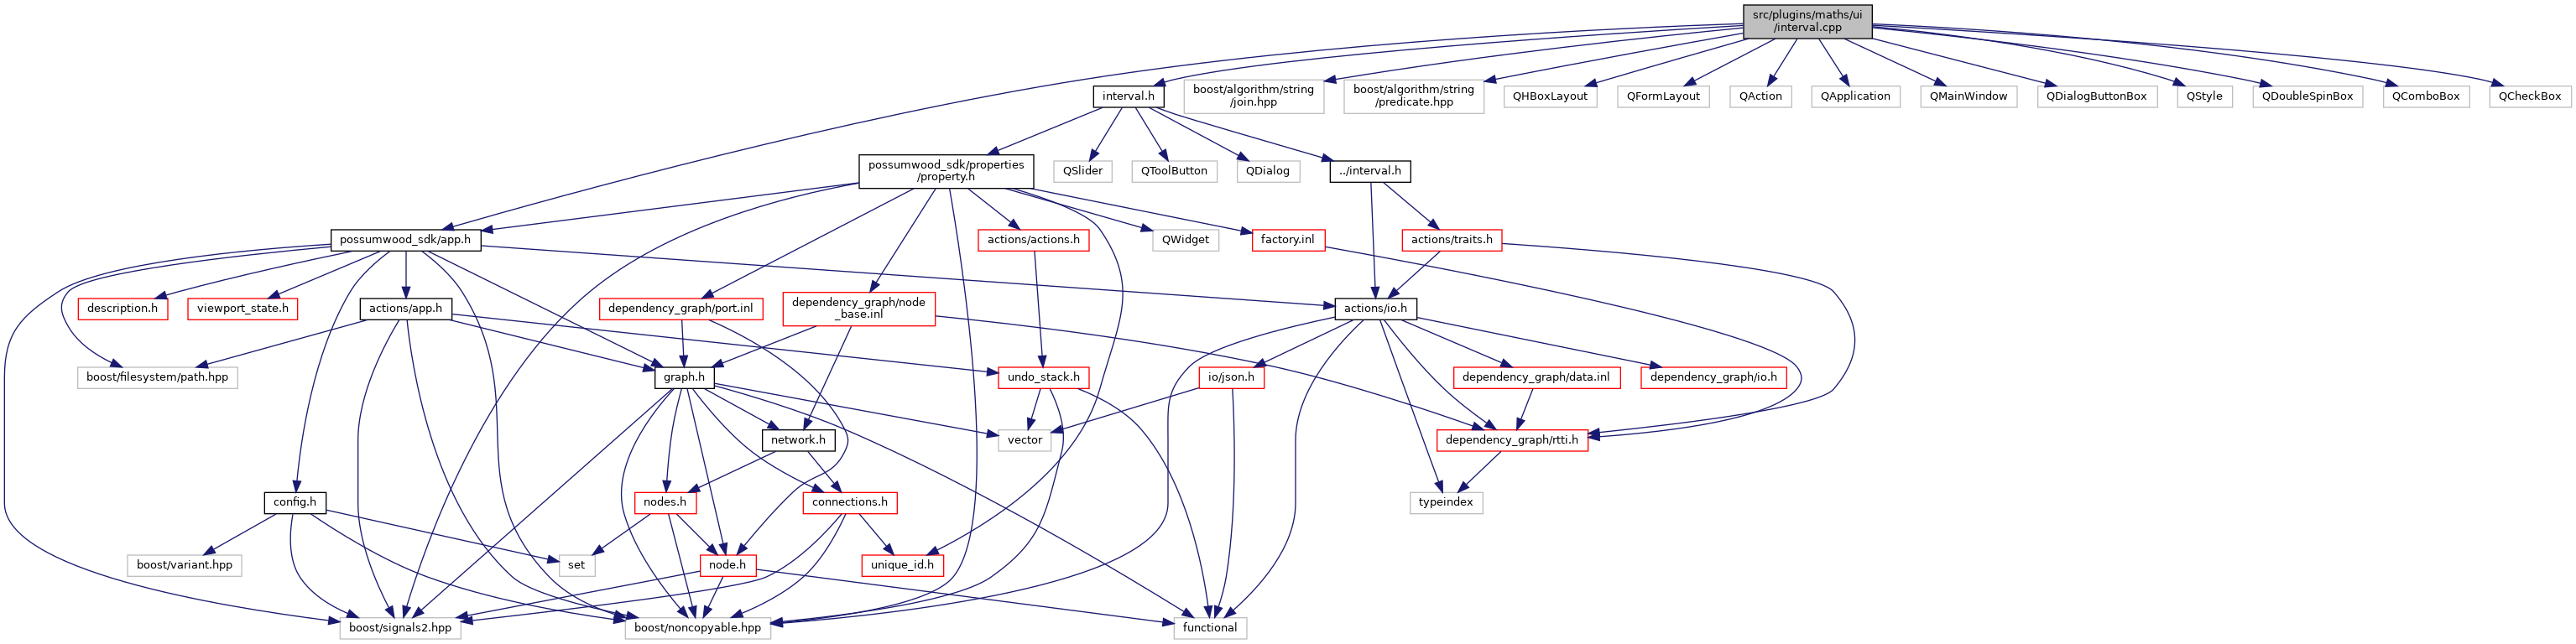 src/plugins/maths/ui
/interval.cpp
interval.h
boost/algorithm/string
/join.hpp
boost/algorithm/string
/predicate.hpp
QHBoxLayout
QFormLayout
QAction
QApplication
QMainWindow
QDialogButtonBox
QStyle
QDoubleSpinBox
QComboBox
QCheckBox
possumwood_sdk/properties
/property.h
QSlider
QToolButton
QDialog
../interval.h
possumwood_sdk/app.h
actions/actions.h
QWidget
factory.inl
actions/traits.h
description.h
viewport_state.h
actions/app.h
dependency_graph/port.inl
dependency_graph/node
_base.inl
actions/io.h
boost/filesystem/path.hpp
graph.h
undo_stack.h
io/json.h
dependency_graph/data.inl
dependency_graph/io.h
network.h
vector
dependency_graph/rtti.h
config.h
nodes.h
connections.h
typeindex
boost/variant.hpp
set
node.h
unique_id.h
boost/signals2.hpp
boost/noncopyable.hpp
functional